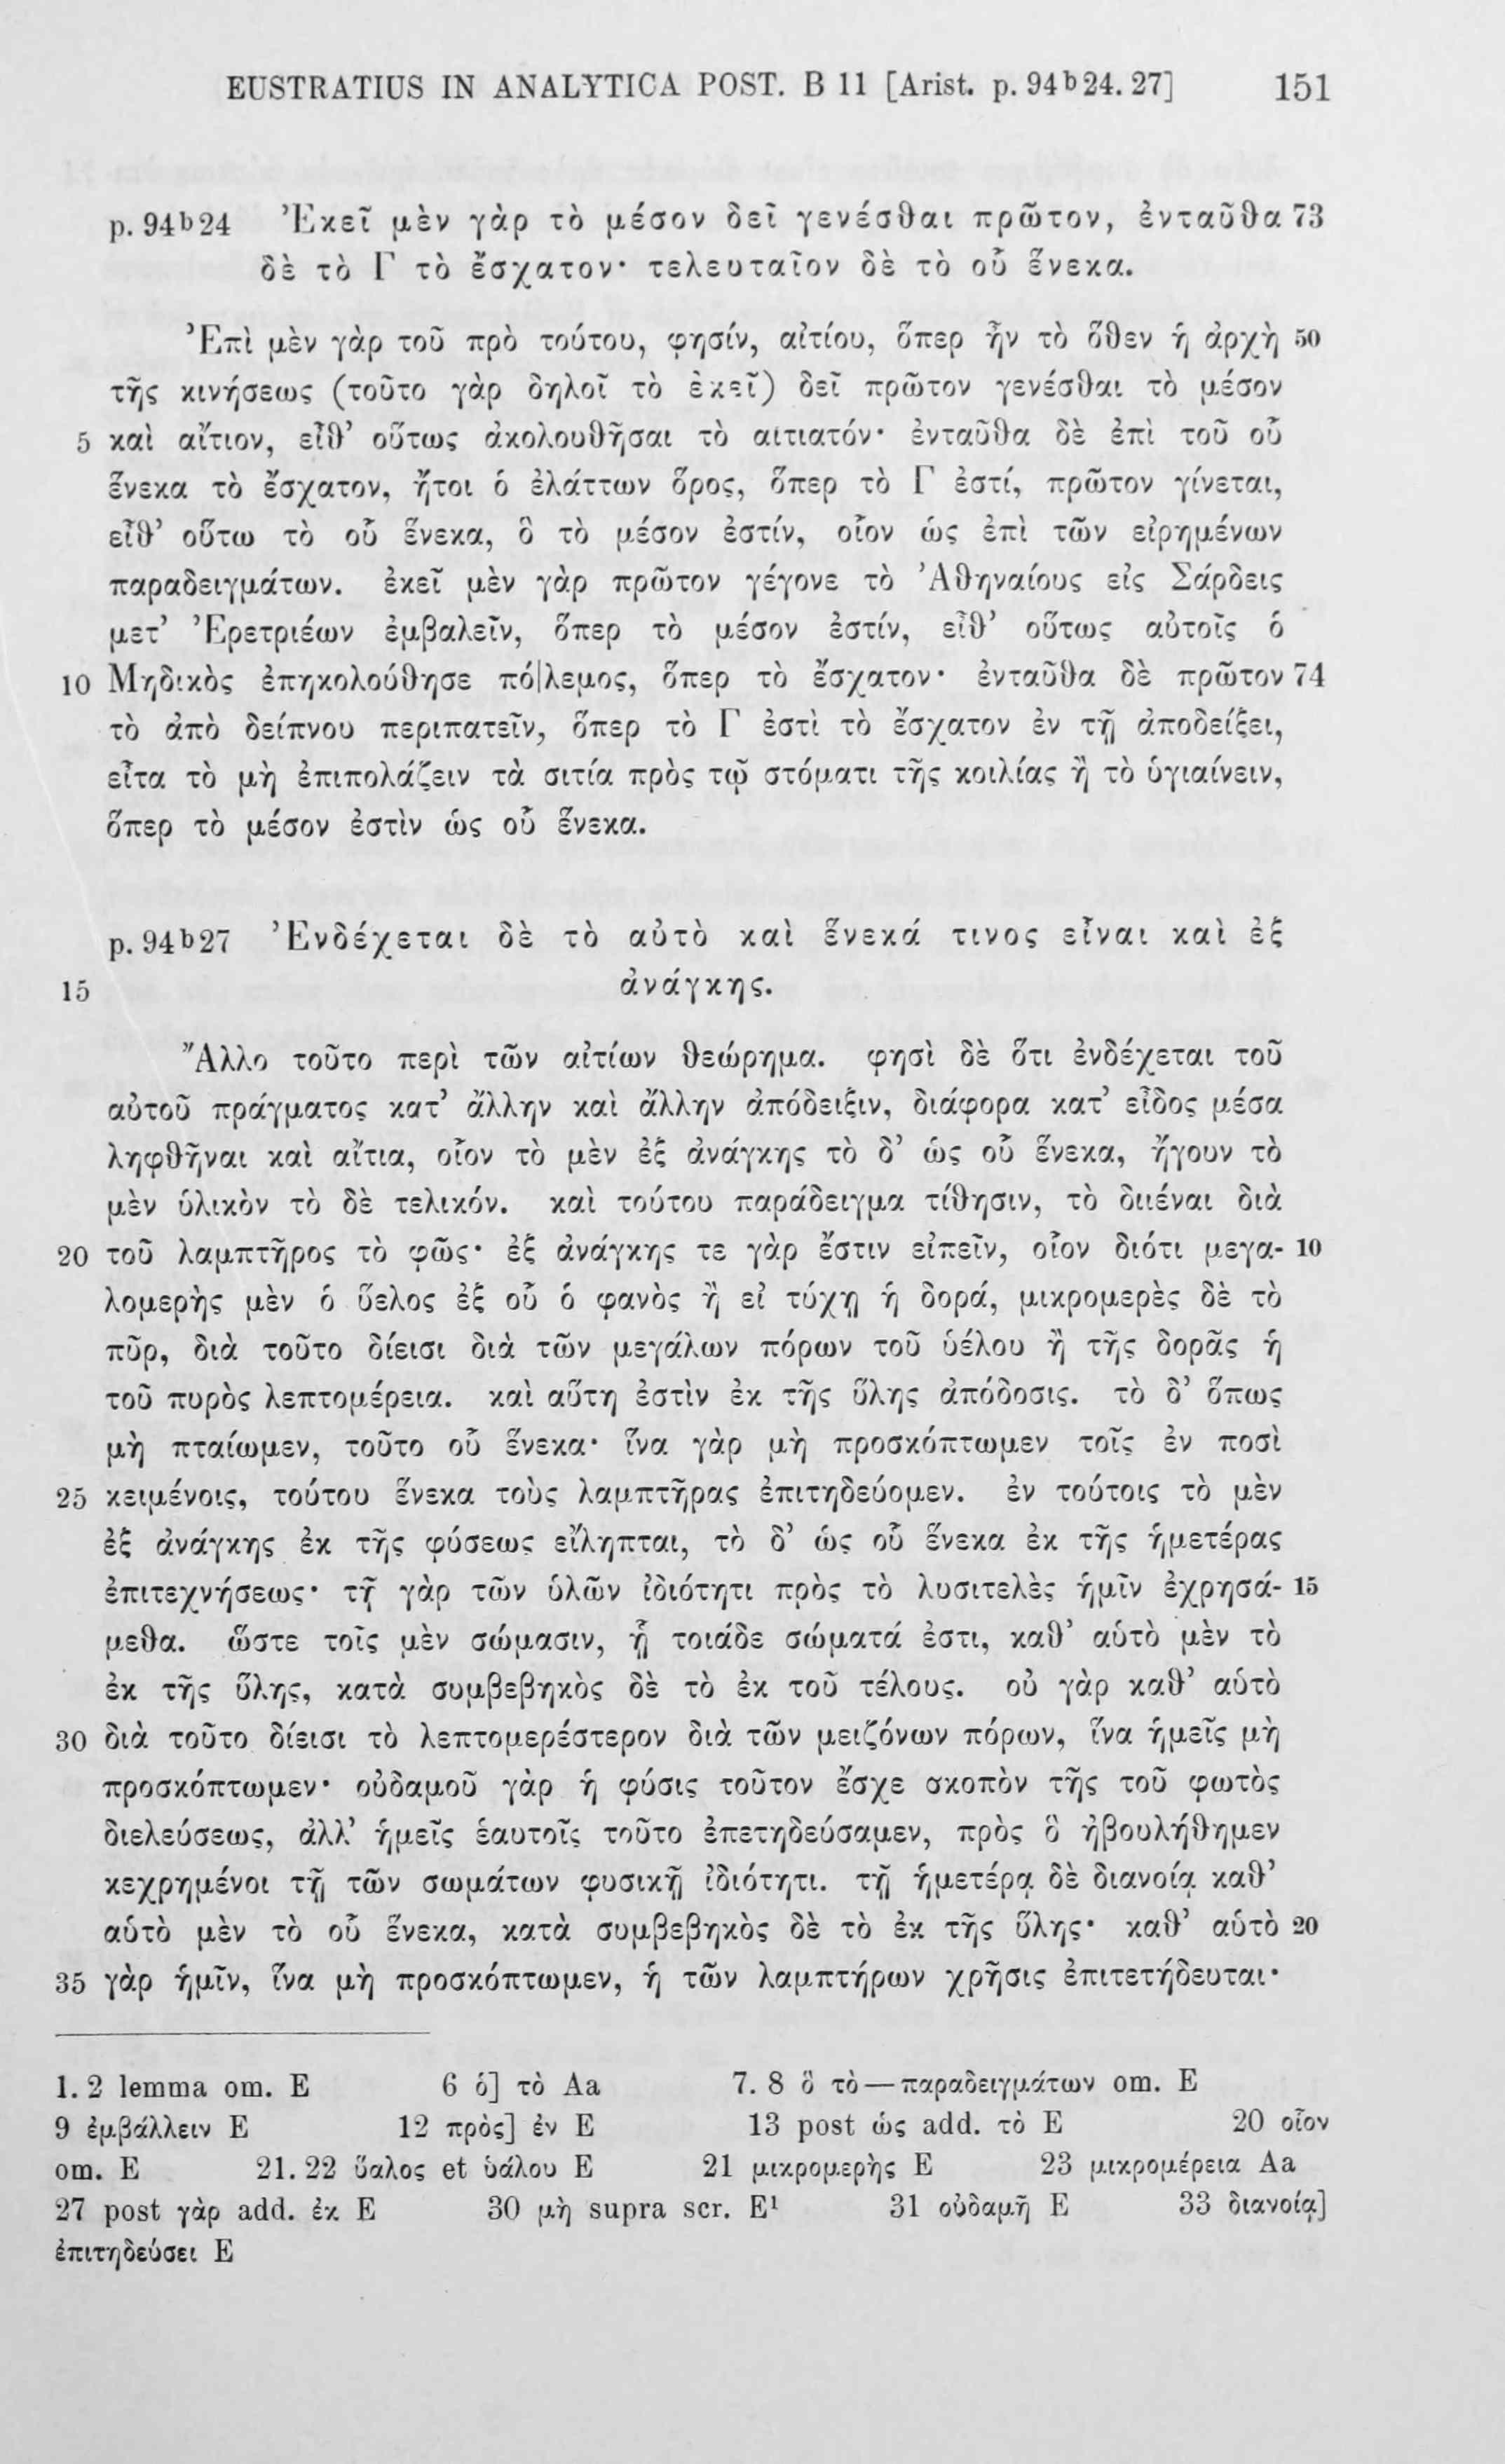 EUSTRATIUS IN ANALYTICA POST. B 11 [Arist. p. 94ᵇ24. 27] 151
p. 94ᵇ24 Ἐκεῖ μὲν γὰρ τὸ μέσον δεῖ γενέσθαι πρῶτον, ἐνταῦθα 73
δὲ τὸ Γ τὸ ἔσχατον· τελευταῖον δὲ τὸ οὗ ἕνεκα.
Ἐπὶ μὲν γὰρ τοῦ πρὸ τούτου, φησίν, αἰτίου, ὅπερ ἦν τὸ ὅθεν ἡ ἀρχὴ 50
τῆς κινήσεως (τοῦτο γὰρ δηλοῖ τὸ ἐκεῖ) δεῖ πρῶτον γενέσθαι τὸ μέσον
5 καὶ αἴτιον, εἶθ’ οὕτως ἀκολουθῆσαι τὸ αιτιατόν· ἐνταῦθα δὲ ἐπὶ τοῦ οὗ
ἕνεκα τὸ ἔσχατον, ἤτοι ὁ ἐλάττων ὅρος, ὅπερ τὸ Γ ἐστί, πρῶτον γίνεται,
εἶθ’ οὕτω τὸ οὗ ἕνεκα, ὃ τὸ μέσον ἐστίν, οἷον ὡς ἐπὶ τῶν εἰρημένων
παραδειγμάτων. ἐκεῖ μὲν γὰρ πρῶτον γέγονε τὸ Ἀθηναίους εἰς Σάρδεις
μετ’ Ἐρετριέων ἐμβαλεῖν, ὅπερ τὸ μέσον ἐστίν, εἶθ’ οὕτως αὐτοῖς ὁ
10 Μηδικὸς ἐπηκολούθησε πό|λεμος, ὅπερ τὸ ἔσχατον· ἐνταῦθα δὲ πρῶτον 74
τὸ ἀπὸ δείπνου περιπατεῖν, ὅπερ τὸ Γ ἐστὶ τὸ ἔσχατον ἐν τῇ ἀποδείξει,
εἶτα τὸ μὴ ἐπιπολάζειν τὰ σιτία πρὸς τῷ στόματι τῆς κοιλίας ἢ τὸ ὑγιαίνειν,
ὅπερ τὸ μέσον ἐστὶν ὡς οὗ ἕνεκα.
p. 94ᵇ27 Ἐνδέχεται δὲ τὸ αὐτὸ καὶ ἕνεκά τινος εἶναι καὶ ἐξ
15 ἀνάγκης.
Ἄλλο τοῦτο περὶ τῶν αἰτίων θεώρημα. φησὶ δὲ ὅτι ἐνδέχεται τοῦ
αὐτοῦ πράγματος κατ’ ἄλλην καὶ ἄλλην ἀπόδειξιν, διάφορα κατ’ εἶδος μέσα
ληφθῆναι καὶ αἴτια, οἷον τὸ μὲν ἐξ ἀνάγκης τὸ δ’ ὡς οὗ ἕνεκα, ἤγουν τὸ
μὲν ὑλικὸν τὸ δὲ τελικόν. καὶ τούτου παράδειγμα τίθησιν, τὸ διιέναι διὰ
20 τοῦ λαμπτῆρος τὸ φῶς· ἐξ ἀνάγκης τε γὰρ ἔστιν εἰπεῖν, οἷον διότι μεγα- 10
λομερὴς μὲν ὁ ὕελος ἐξ οὗ ὁ φανὸς ἢ εἰ τύχῃ ἡ δορά, μικρομερὲς δὲ τὸ
πῦρ, διὰ τοῦτο δίεισι διὰ τῶν μεγάλων πόρων τοῦ ὑέλου ἢ τῆς δορᾶς ἡ
τοῦ πυρὸς λεπτομέρεια. καὶ αὕτη ἐστὶν ἐκ τῆς ὕλης ἀπόδοσις. τὸ δ’ ὅπως
μὴ πταίωμεν, τοῦτο οὗ ἕνεκα· ἵνα γὰρ μὴ προσκόπτωμεν τοῖς ἐν ποσὶ
25 κειμένοις, τούτου ἕνεκα τοὺς λαμπτῆρας ἐπιτηδεύομεν. ἐν τούτοις τὸ μὲν
ἐξ ἀνάγκης ἐκ τῆς φύσεως εἴληπται, τὸ δ’ ὡς οὗ ἕνεκα ἐκ τῆς ἡμετέρας
ἐπιτεχνήσεως· τῇ γὰρ τῶν ὑλῶν ἰδιότητι πρὸς τὸ λυσιτελὲς ἡμῖν ἐχρησά- 15
μεθα. ὥστε τοῖς μὲν σώμασιν, ᾗ τοιάδε σώματά ἐστι, καθ’ αὑτὸ μὲν τὸ
ἐκ τῆς ὕλης, κατὰ συμβεβηκὸς δὲ τὸ ἐκ τοῦ τέλους. οὐ γὰρ καθ’ αὑτὸ
30 διὰ τοῦτο δίεισι τὸ λεπτομερέστερον διὰ τῶν μειζόνων πόρων, ἵνα ἡμεῖς μὴ
προσκόπτωμεν· οὐδαμοῦ γὰρ ἡ φύσις τοῦτον ἔσχε σκοπὸν τῆς τοῦ φωτὸς
διελεύσεως, ἀλλ’ ἡμεῖς ἑαυτοῖς τοῦτο ἐπετηδεύσαμεν, πρὸς ὃ ἠβουλήθημεν
κεχρημένοι τῇ τῶν σωμάτων φυσικῇ ἰδιότητι. τῇ ἡμετέρᾳ δὲ διανοίᾳ καθ’
αὑτὸ μὲν τὸ οὗ ἕνεκα, κατὰ συμβεβηκὸς δὲ τὸ ἐκ τῆς ὕλης· καθ’ αὑτὸ 20
35 γὰρ ἡμῖν, ἵνα μὴ προσκόπτωμεν, ἡ τῶν λαμπτήρων χρῆσις ἐπιτετήδευται·
1. 2 lemma om. E 6 ὁ] τὸ Aa 7. 8 ὃ τὸ—παραδειγμάτων om. E
9 ἐμβάλλειν E 12 πρὸς] ἐν E 13 post ὡς add. τὸ E 20 οἷον
om. E 21. 22 ὕαλος et ὑάλου E 21 μικρομερὴς E 23 μικρομέρεια Aa
27 post γὰρ add. ἐκ E 30 μὴ supra scr. E¹ 31 οὐδαμῆ E 33 διανοίᾳ]
ἐπιτηδεύσει E